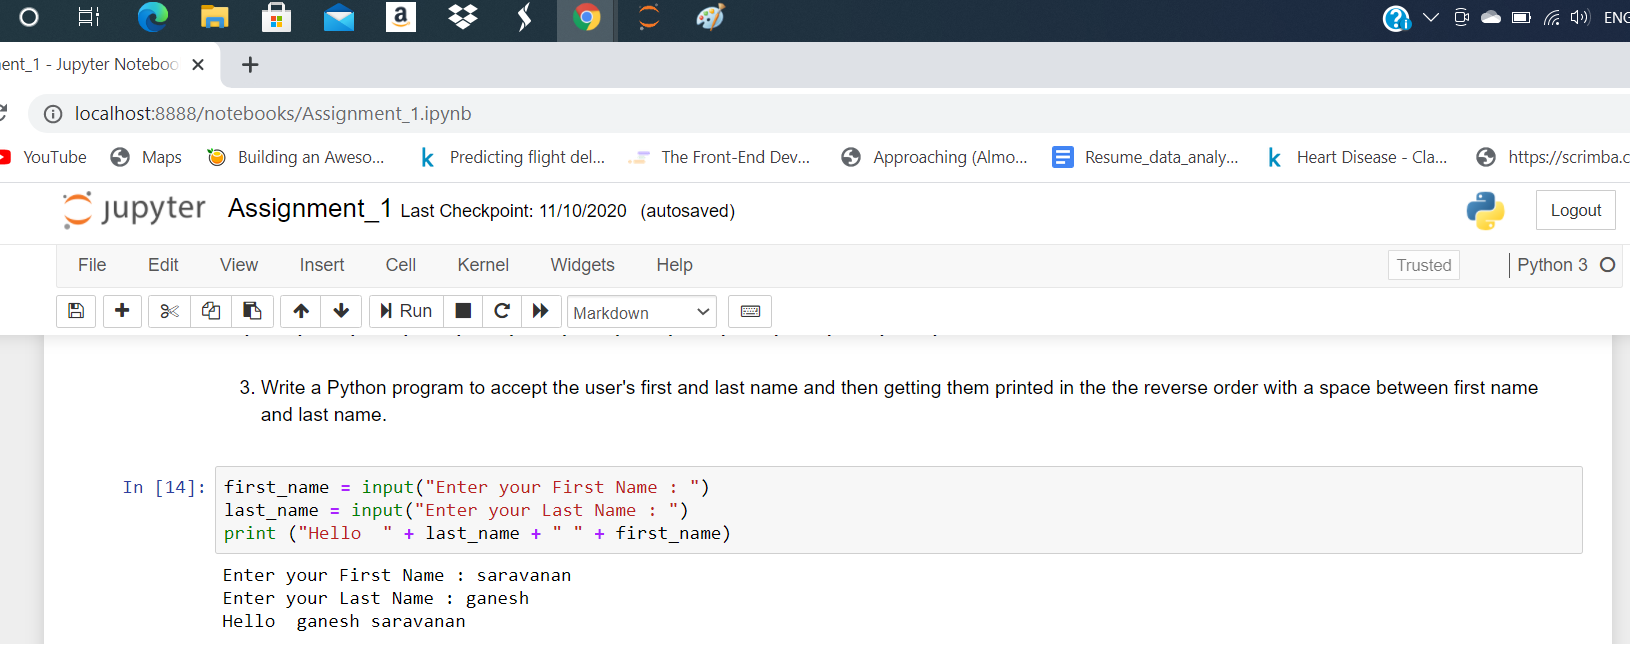 ENG
ent_1 - Jupyter Noteboo
localhost:8888/notebooks/Assignment_1.ipynb
YouTube Maps Building an Aweso... Predicting flight del... The Front-End Dev... Approaching (Almo... Resume_data_analy... Heart Disease - Cla... https://scrimba.c
jupyter Assignment_1 Last Checkpoint: 11/10/2020 (autosaved) Logout
File Edit View Insert Cell Kernel Widgets Help Trusted Python 3
Run Markdown
3. Write a Python program to accept the user's first and last name and then getting them printed in the the reverse order with a space between first name
and last name.
In [14]: first_name = input("Enter your First Name : ")
last_name = input("Enter your Last Name : ")
print ("Hello  " + last_name + " " + first_name)
Enter your First Name : saravanan
Enter your Last Name : ganesh
Hello  ganesh saravanan